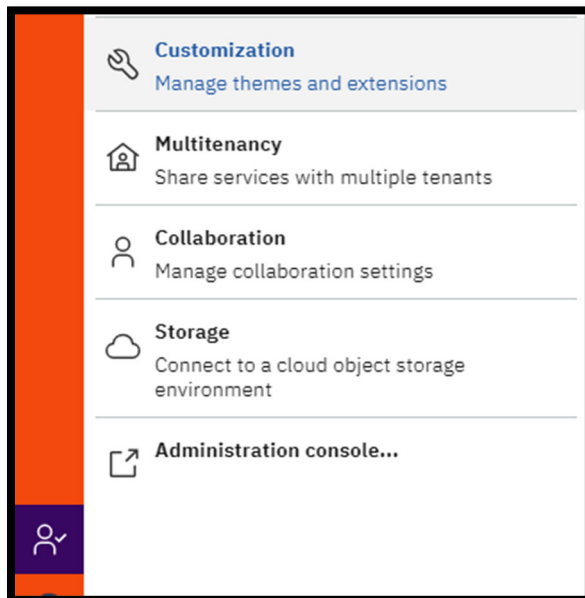 Customization
Manage themes and extensions
Multitenancy
Share services with multiple tenants
Collaboration
Manage collaboration settings
Storage
Connect to a cloud object storage
environment
Administration console...